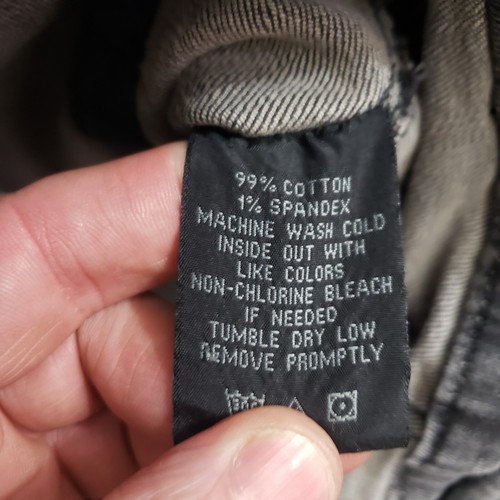 99% COTTON
1% SPANDEX
MACHINE WASH COLD
INSIDE OUT WITH
LIKE COLORS
NON-CHLORINE BLEACH
IF NEEDED
TUMBLE DRY LOW
REMOVE PROMPTLY